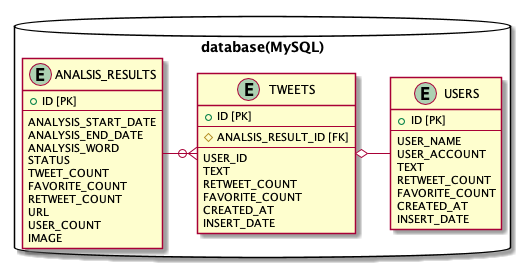 database(MySQL)
E ANALSIS_RESULTS
ID [PK]
ANALYSIS_START_DATE
ANALYSIS_END_DATE
ANALYSIS_WORD
STATUS
TWEET_COUNT
FAVORITE_COUNT
RETWEET_COUNT
URL
USER_COUNT
IMAGE
E TWEETS
ID [PK]
ANALSIS_RESULT_ID [FK]
USER_ID
TEXT
RETWEET_COUNT
FAVORITE_COUNT
CREATED_AT
INSERT_DATE
E USERS
ID [PK]
USER_NAME
USER_ACCOUNT
TEXT
RETWEET_COUNT
FAVORITE_COUNT
CREATED_AT
INSERT_DATE